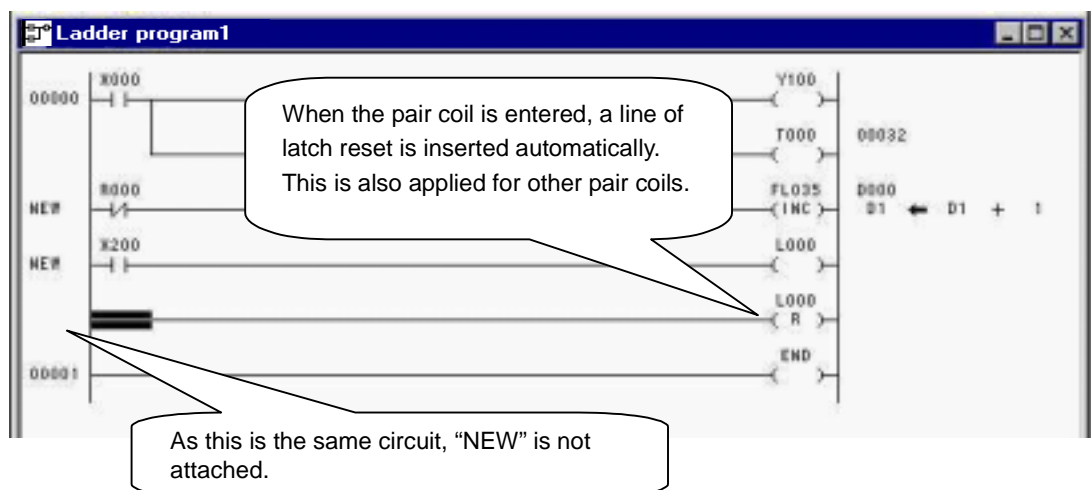 Ladder program1
X000 Y100
00000
T000 00032
When the pair coil is entered, a line of
latch reset is inserted automatically.
This is also applied for other pair coils.
R000 FL035 D000
NEW (INC) D1 ← D1 + 1
X200 L000
NEW
L000
( R )
END
00001
As this is the same circuit, “NEW” is not
attached.